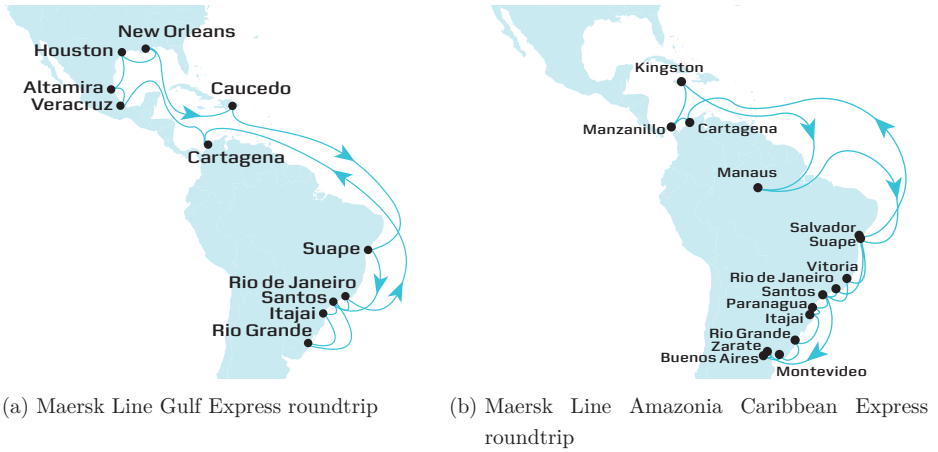 New Orleans
Houston
Altamira
Veracruz
Caucedo
Cartagena
Suape
Rio de Janeiro
Santos
Itajai
Rio Grande
(a) Maersk Line Gulf Express roundtrip
Kingston
Manzanillo
Cartagena
Manaus
Salvador
Suape
Vitoria
Rio de Janeiro
Santos
Paranagua
Itajai
Rio Grande
Zarate
Buenos Aires
Montevideo
(b) Maersk Line Amazonia Caribbean Express
roundtrip